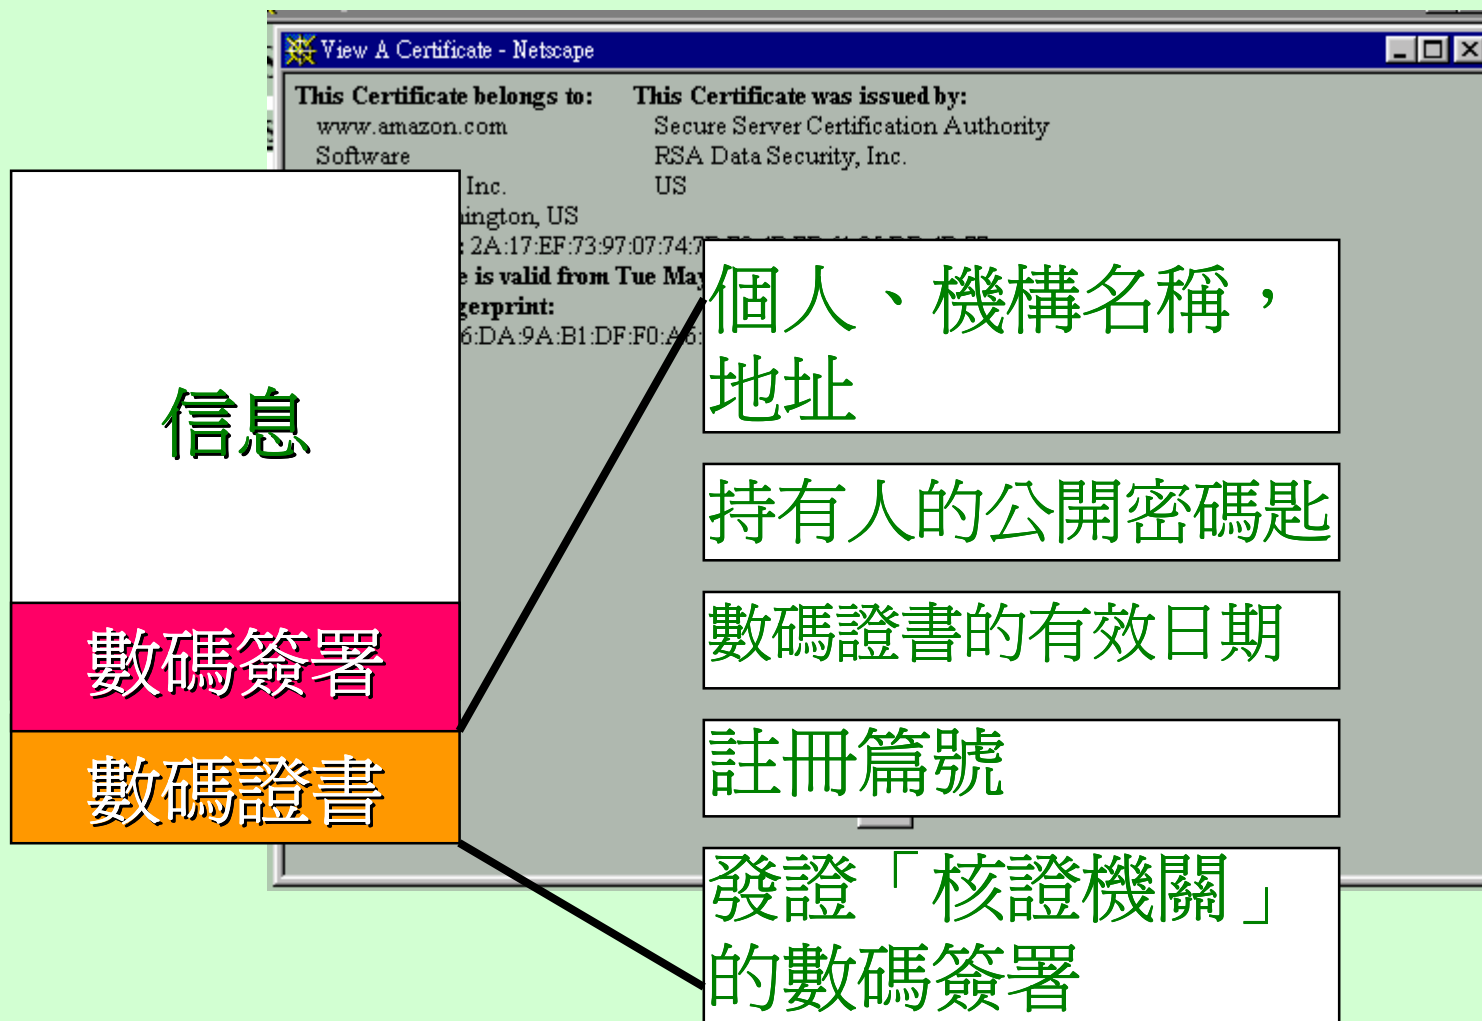 View A Certificate - Netscape
This Certificate belongs to:
www.amazon.com
Software
Inc.
ington, US
This Certificate was issued by:
Secure Server Certification Authority
RSA Data Security, Inc.
US
: 2A:17:EF:73:97:07:74:7
e is valid from Tue May
gerprint:
6:DA:9A:B1:DF:F0:A6:
信息
數碼簽署
數碼證書
個人、機構名稱，
地址
持有人的公開密碼匙
數碼證書的有效日期
註冊篇號
發證「核證機關」
的數碼簽署